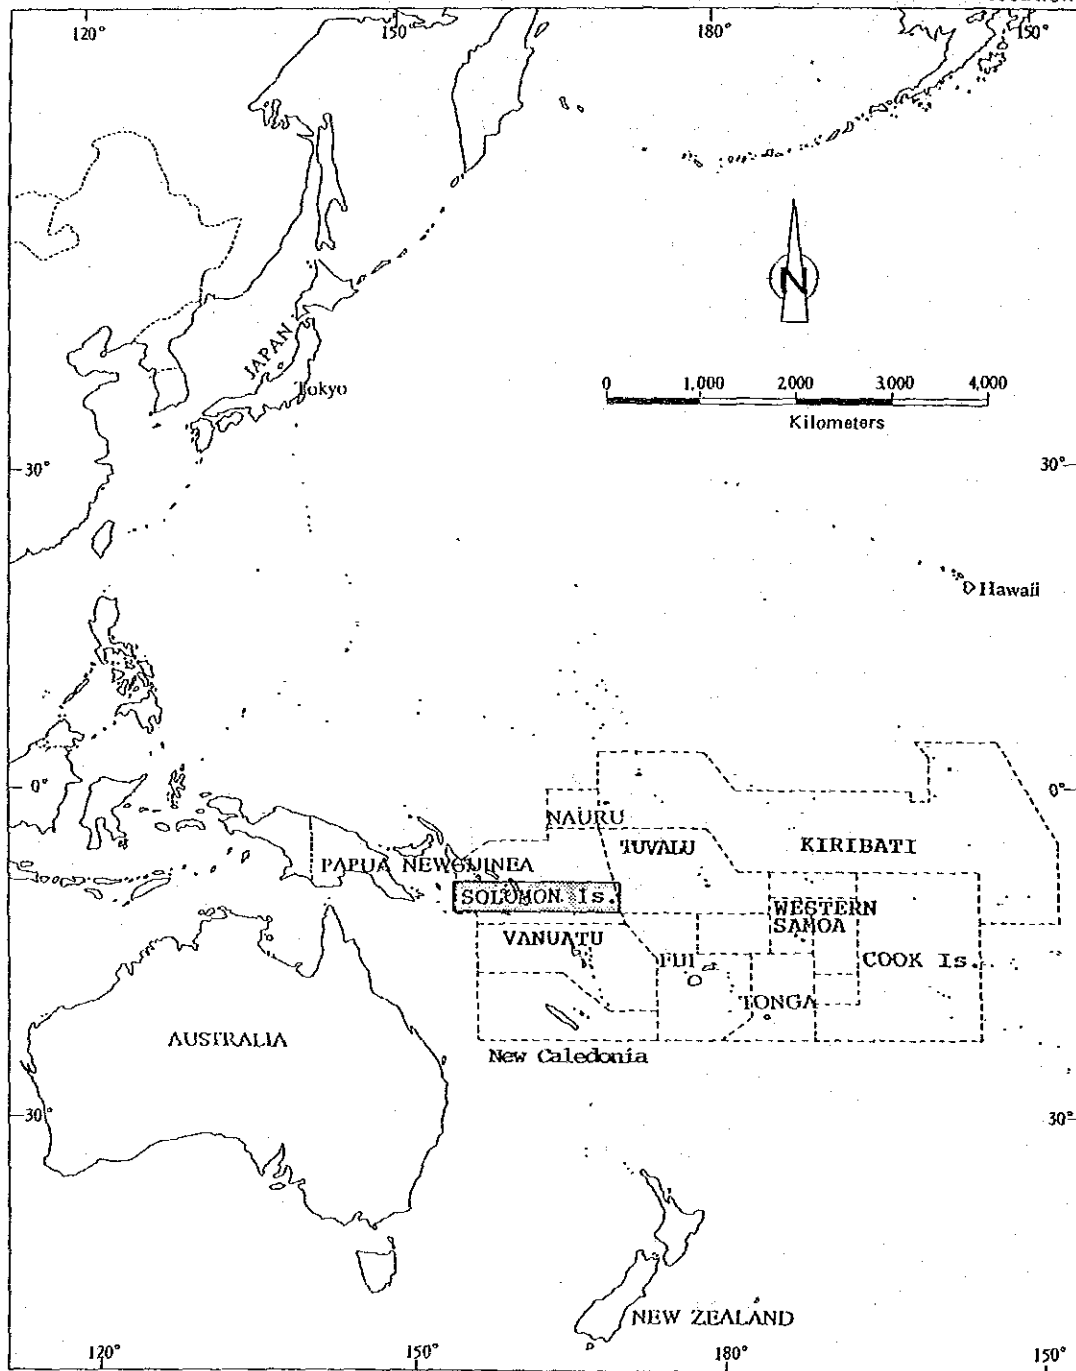 120°
150°
180°
150°
JAPAN
Tokyo
N
0 1,000 2,000 3,000 4,000
Kilometers
30°
30°
Hawaii
0°
0°
NAURU
TUVALU
KIRIBATI
PAPUA NEWGUINEA
SOLOMON Is.
WESTERN
SAMOA
VANUATU
FIJI
COOK Is.
TONGA
AUSTRALIA
New Caledonia
30°
30°
NEW ZEALAND
120°
150°
180°
150°